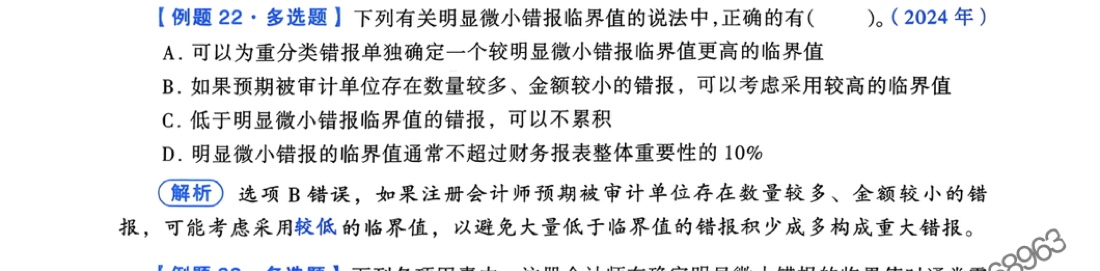 【例题 22·多选题】下列有关明显微小错报临界值的说法中,正确的有(　　)。(2024 年)
A. 可以为重分类错报单独确定一个较明显微小错报临界值更高的临界值
B. 如果预期被审计单位存在数量较多、金额较小的错报，可以考虑采用较高的临界值
C. 低于明显微小错报临界值的错报，可以不累积
D. 明显微小错报的临界值通常不超过财务报表整体重要性的 10%
解析 选项 B 错误，如果注册会计师预期被审计单位存在数量较多、金额较小的错
报，可能考虑采用较低的临界值，以避免大量低于临界值的错报积少成多构成重大错报。